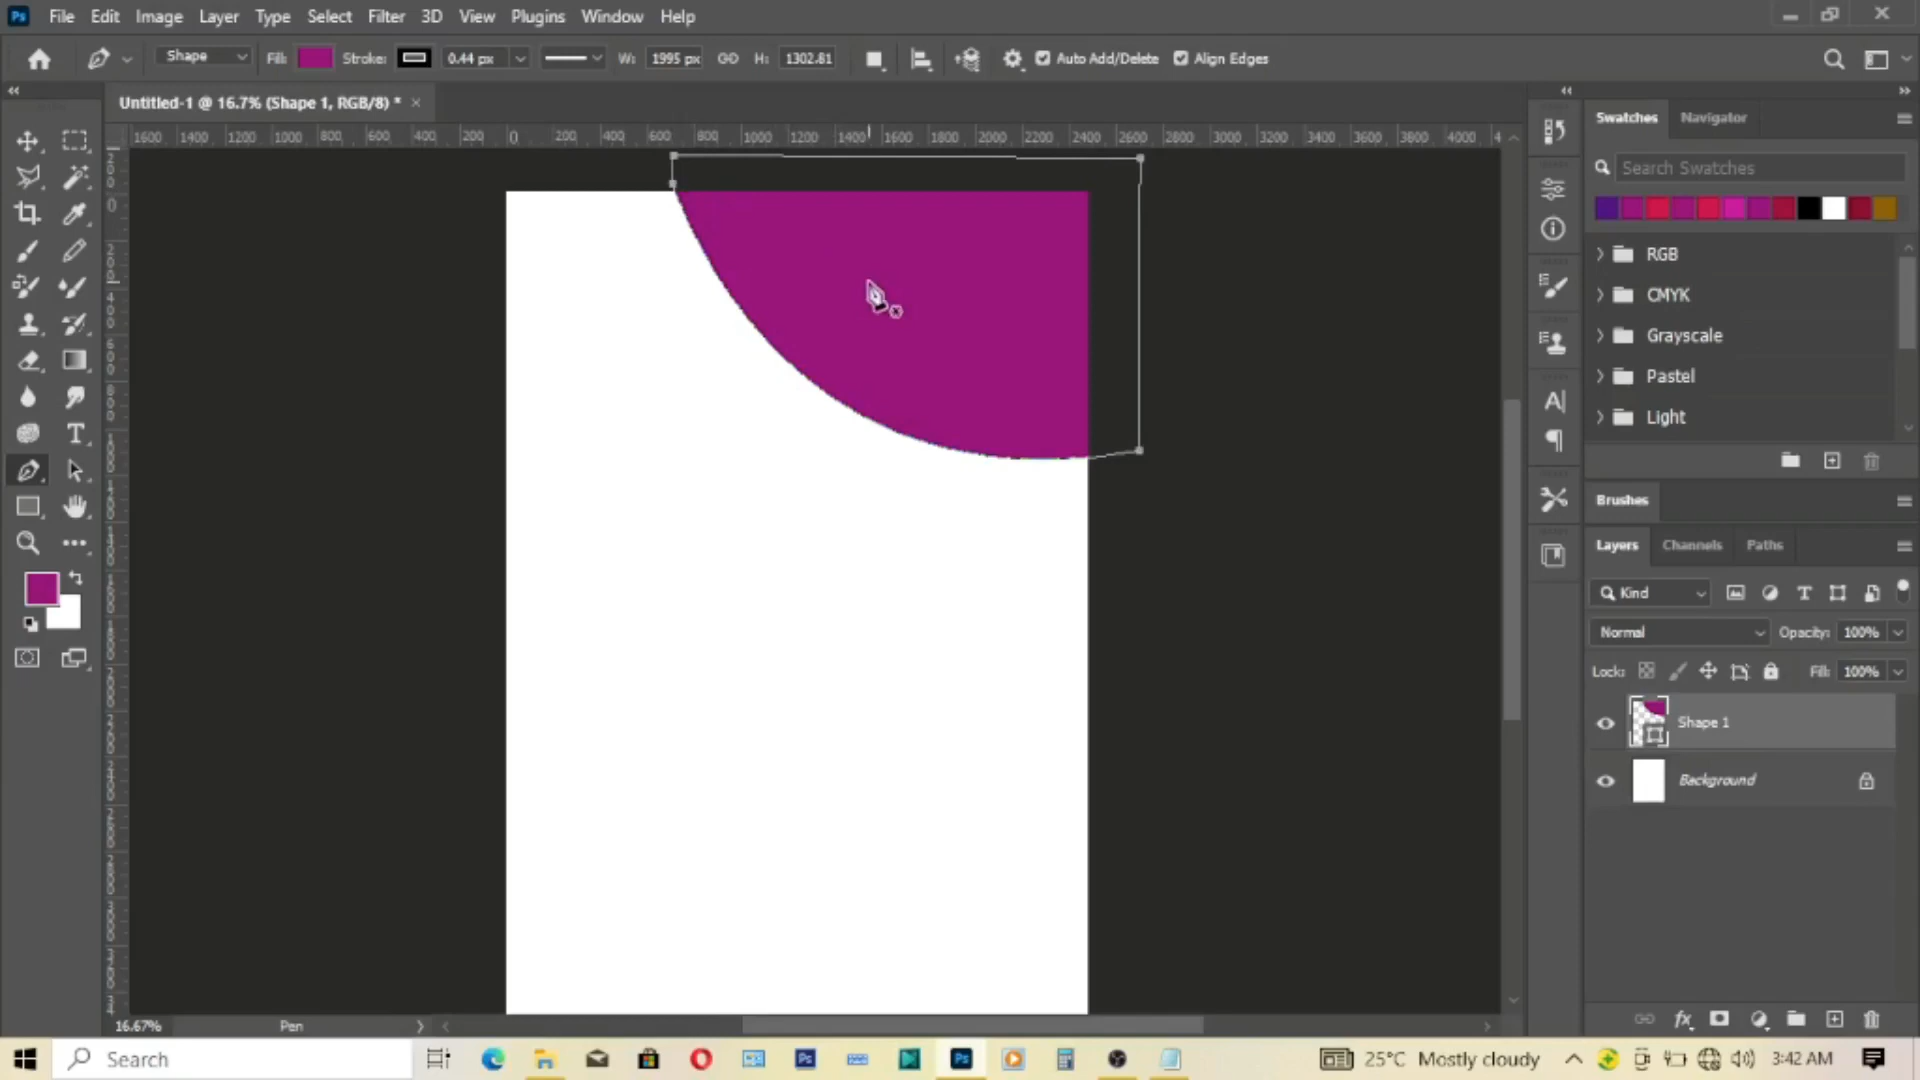 Ps File Edit Image Layer Type Select Filter 3D View Plugins Window Help
Shape Fill: Stroke: 0.44 px W: 1995 px GO H: 1302.81 Auto Add/Delete Align Edges
Untitled-1 @ 16.7% (Shape 1, RGB/8) * ×
1600 1400 1200 1000 800 600 400 200 0 200 400 600 800 1000 1200 1400 1600 1800 2000 2200 2400 2600 2800 3000 3200 3400 3600 3800 4000 4
Swatches Navigator
Search Swatches
RGB
CMYK
Grayscale
Pastel
Light
Brushes
Layers Channels Paths
Kind
Normal Opacity: 100%
Lock: Fill: 100%
Shape 1
Background
16.67% Pen
Search
25°C Mostly cloudy 3:42 AM